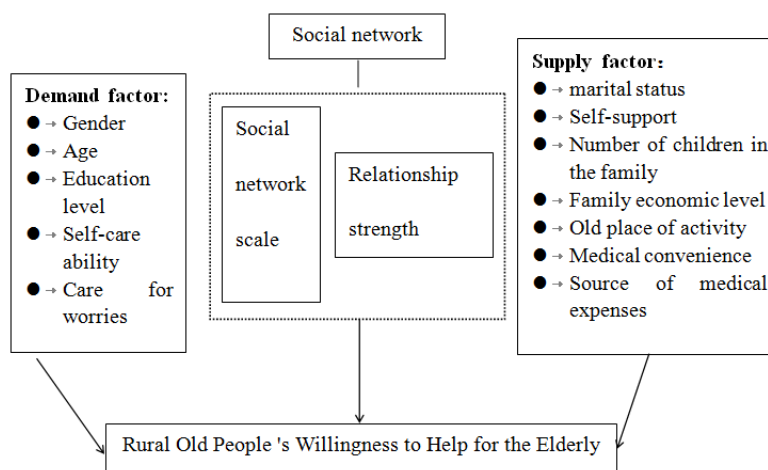 Social network
Demand factor:
Gender
Age
Education
level
Self-care
ability
Care for
worries
Social
network
scale
Relationship
strength
Supply factor:
marital status
Self-support
Number of children in
the family
Family economic level
Old place of activity
Medical convenience
Source of medical
expenses
Rural Old People 's Willingness to Help for the Elderly